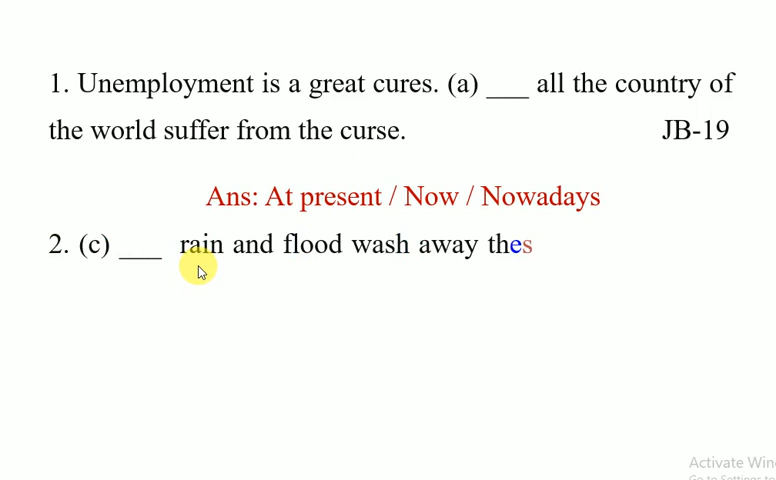 1. Unemployment is a great cures. (a) ___ all the country of
the world suffer from the curse. JB-19
Ans: At present / Now / Nowadays
2. (c) ___ rain and flood wash away thes
Activate Win